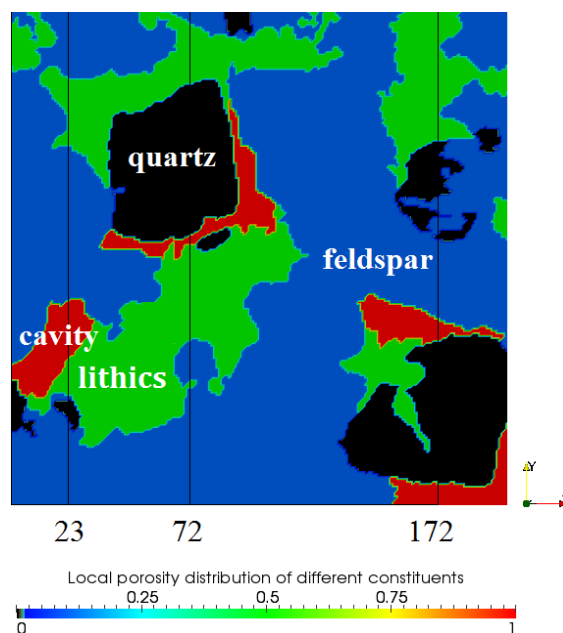 quartz
feldspar
cavity
lithics
Y
23 72 172
Local porosity distribution of different constituents
0 0.25 0.5 0.75 1